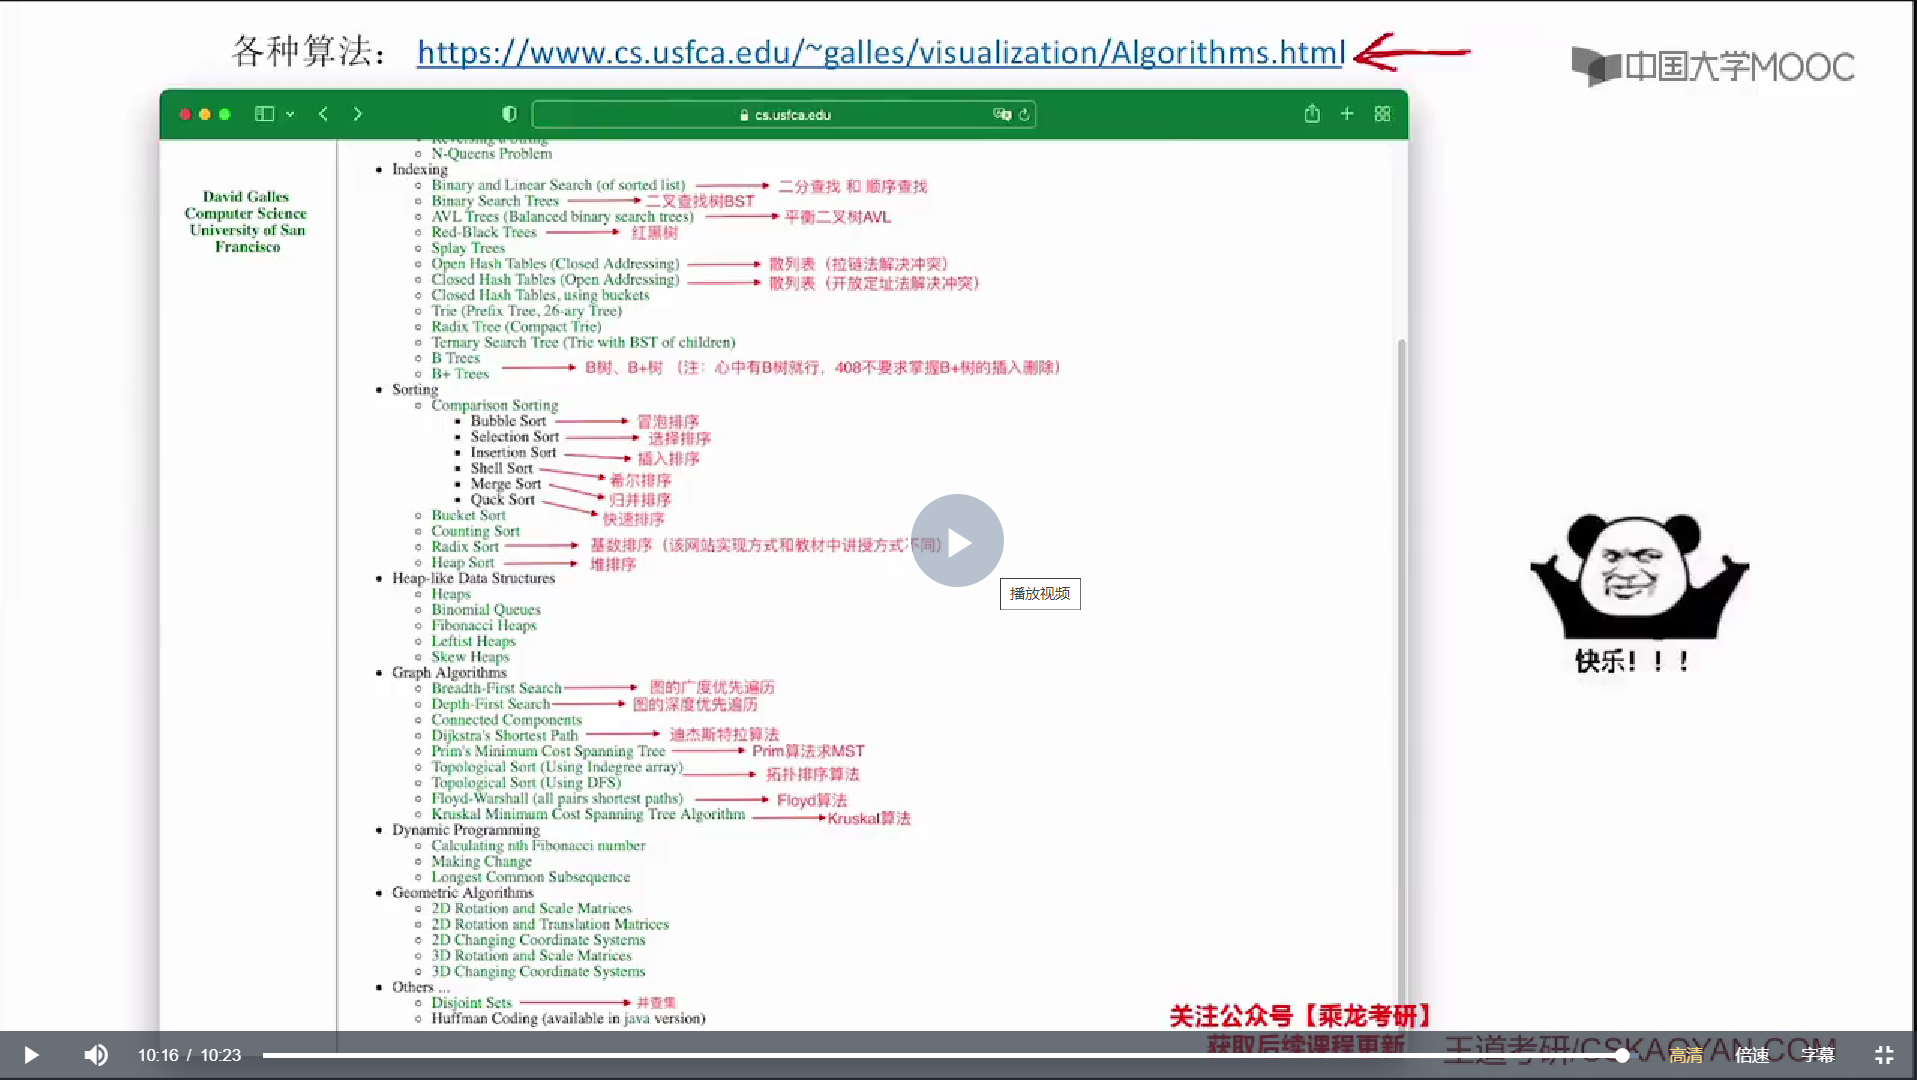 各种算法： https://www.cs.usfca.edu/~galles/visualization/Algorithms.html
中国大学MOOC
cs.usfca.edu
David Galles
Computer Science
University of San
Francisco
N-Queens Problem
Indexing
Binary and Linear Search (of sorted list) 二分查找 和 顺序查找
Binary Search Trees 二叉查找树BST
AVL Trees (Balanced binary search trees) 平衡二叉树AVL
Red-Black Trees 红黑树
Splay Trees
Open Hash Tables (Closed Addressing) 散列表（拉链法解决冲突）
Closed Hash Tables (Open Addressing) 散列表（开放定址法解决冲突）
Closed Hash Tables, using buckets
Trie (Prefix Tree, 26-ary Tree)
Radix Tree (Compact Trie)
Ternary Search Tree (Trie with BST of children)
B Trees
B+ Trees B树、B+树 （注：心中有B树就行，408不要求掌握B+树的插入删除）
Sorting
Comparison Sorting
Bubble Sort 冒泡排序
Selection Sort 选择排序
Insertion Sort 插入排序
Shell Sort 希尔排序
Merge Sort 归并排序
Quck Sort 快速排序
Bucket Sort
Counting Sort
Radix Sort 基数排序（该网站实现方式和教材中讲授方式不同）
Heap Sort 堆排序
播放视频
Heap-like Data Structures
Heaps
Binomial Queues
Fibonacci Heaps
Leftist Heaps
Skew Heaps
快乐！！！
Graph Algorithms
Breadth-First Search 图的广度优先遍历
Depth-First Search 图的深度优先遍历
Connected Components
Dijkstra's Shortest Path 迪杰斯特拉算法
Prim's Minimum Cost Spanning Tree Prim算法求MST
Topological Sort (Using Indegree array) 拓扑排序算法
Topological Sort (Using DFS)
Floyd-Warshall (all pairs shortest paths) Floyd算法
Kruskal Minimum Cost Spanning Tree Algorithm Kruskal算法
Dynamic Programming
Calculating nth Fibonacci number
Making Change
Longest Common Subsequence
Geometric Algorithms
2D Rotation and Scale Matrices
2D Rotation and Translation Matrices
2D Changing Coordinate Systems
3D Rotation and Scale Matrices
3D Changing Coordinate Systems
Others ...
Disjoint Sets 并查集
Huffman Coding (available in java version)
关注公众号【乘龙考研】
获取后续课程更新
王道考研/CSKAOYAN.COM
10:16 / 10:23 高清 倍速 字幕